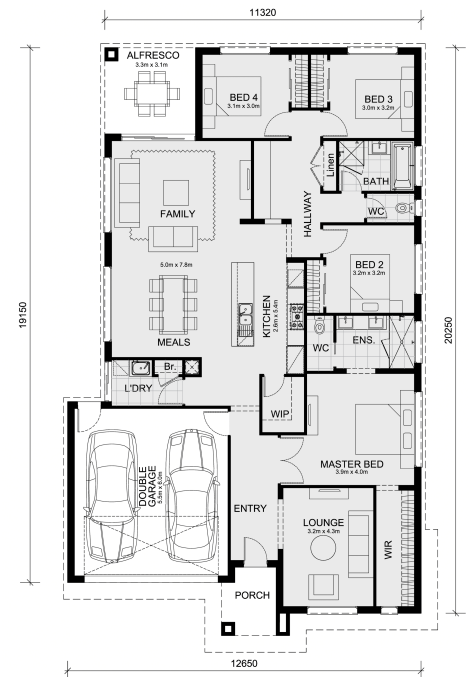 11320
ALFRESCO
3.3m x 3.1m
BED 4
3.1m x 3.0m
BED 3
3.0m x 3.2m
Linen
BATH
FAMILY
HALLWAY
WC
5.0m x 7.8m
BED 2
3.2m x 3.2m
19150
20250
KITCHEN
2.6m x 5.4m
MEALS
WC
ENS.
Br.
L'DRY
WIP
MASTER BED
3.9m x 4.0m
DOUBLE
GARAGE
5.5m x 6.0m
ENTRY
LOUNGE
3.2m x 4.3m
WIR
PORCH
12650